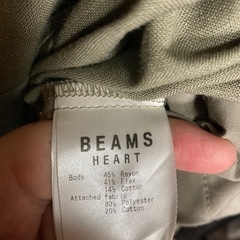 BEAMS
HEART
Body 45% Rayon
41% Flax
14% Cotton
Attached fabric
80% Polyester
20% Cotton